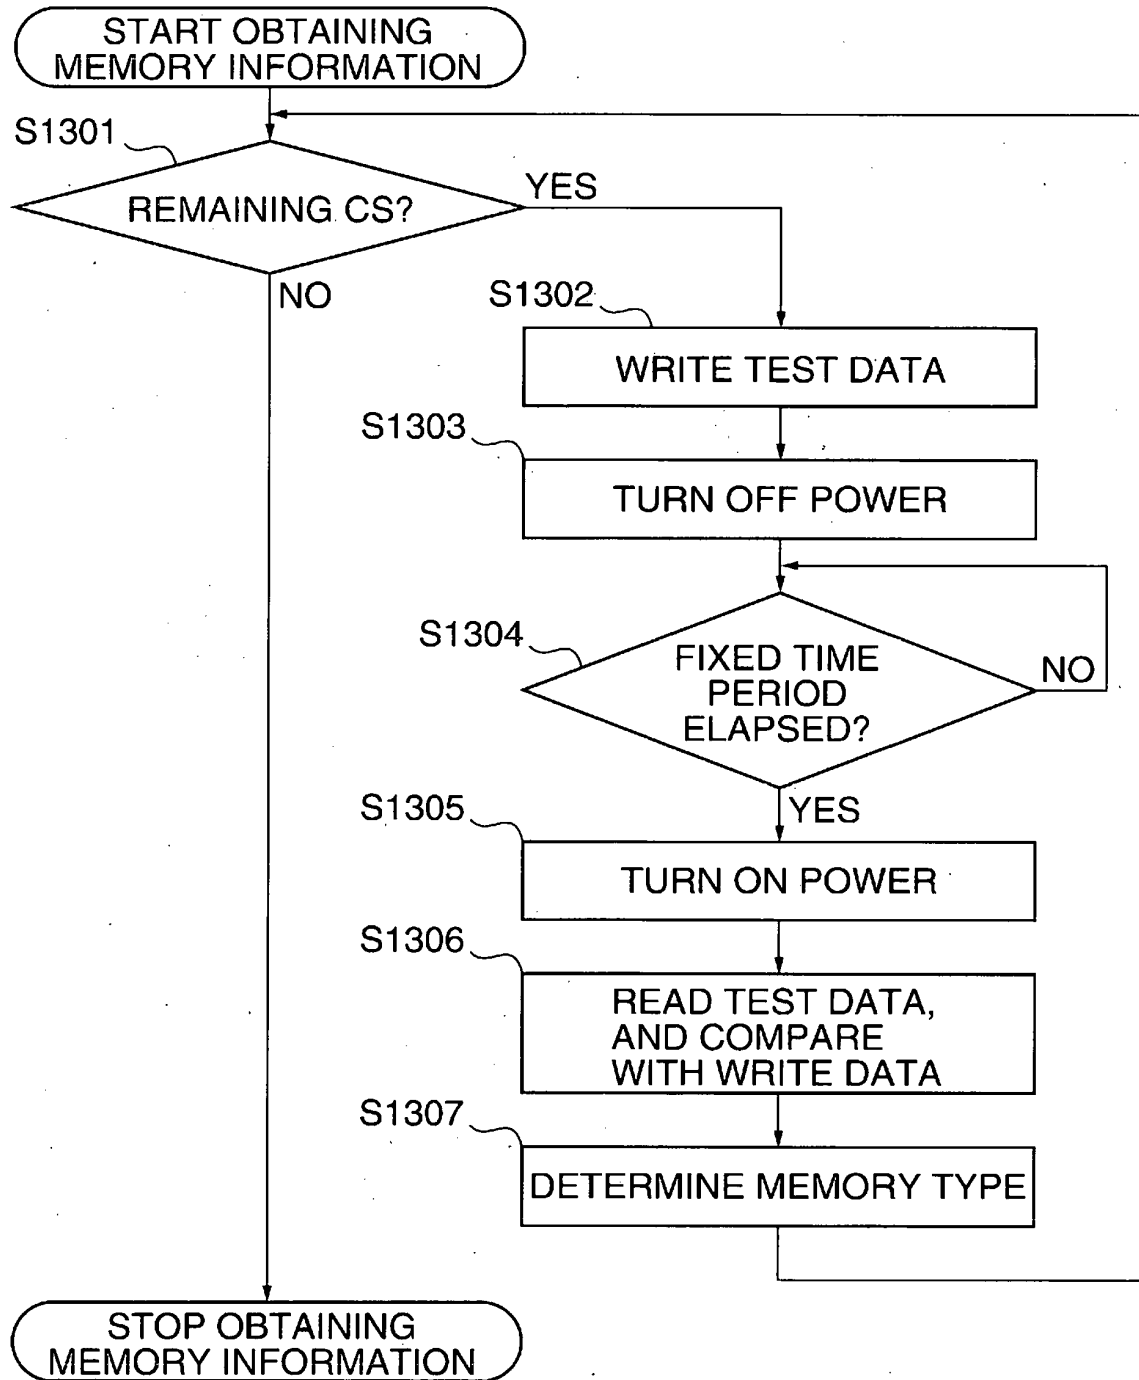 START OBTAINING
MEMORY INFORMATION
S1301
REMAINING CS?
YES
NO
S1302
WRITE TEST DATA
S1303
TURN OFF POWER
S1304
FIXED TIME
PERIOD
ELAPSED?
NO
YES
S1305
TURN ON POWER
S1306
READ TEST DATA,
AND COMPARE
WITH WRITE DATA
S1307
DETERMINE MEMORY TYPE
STOP OBTAINING
MEMORY INFORMATION